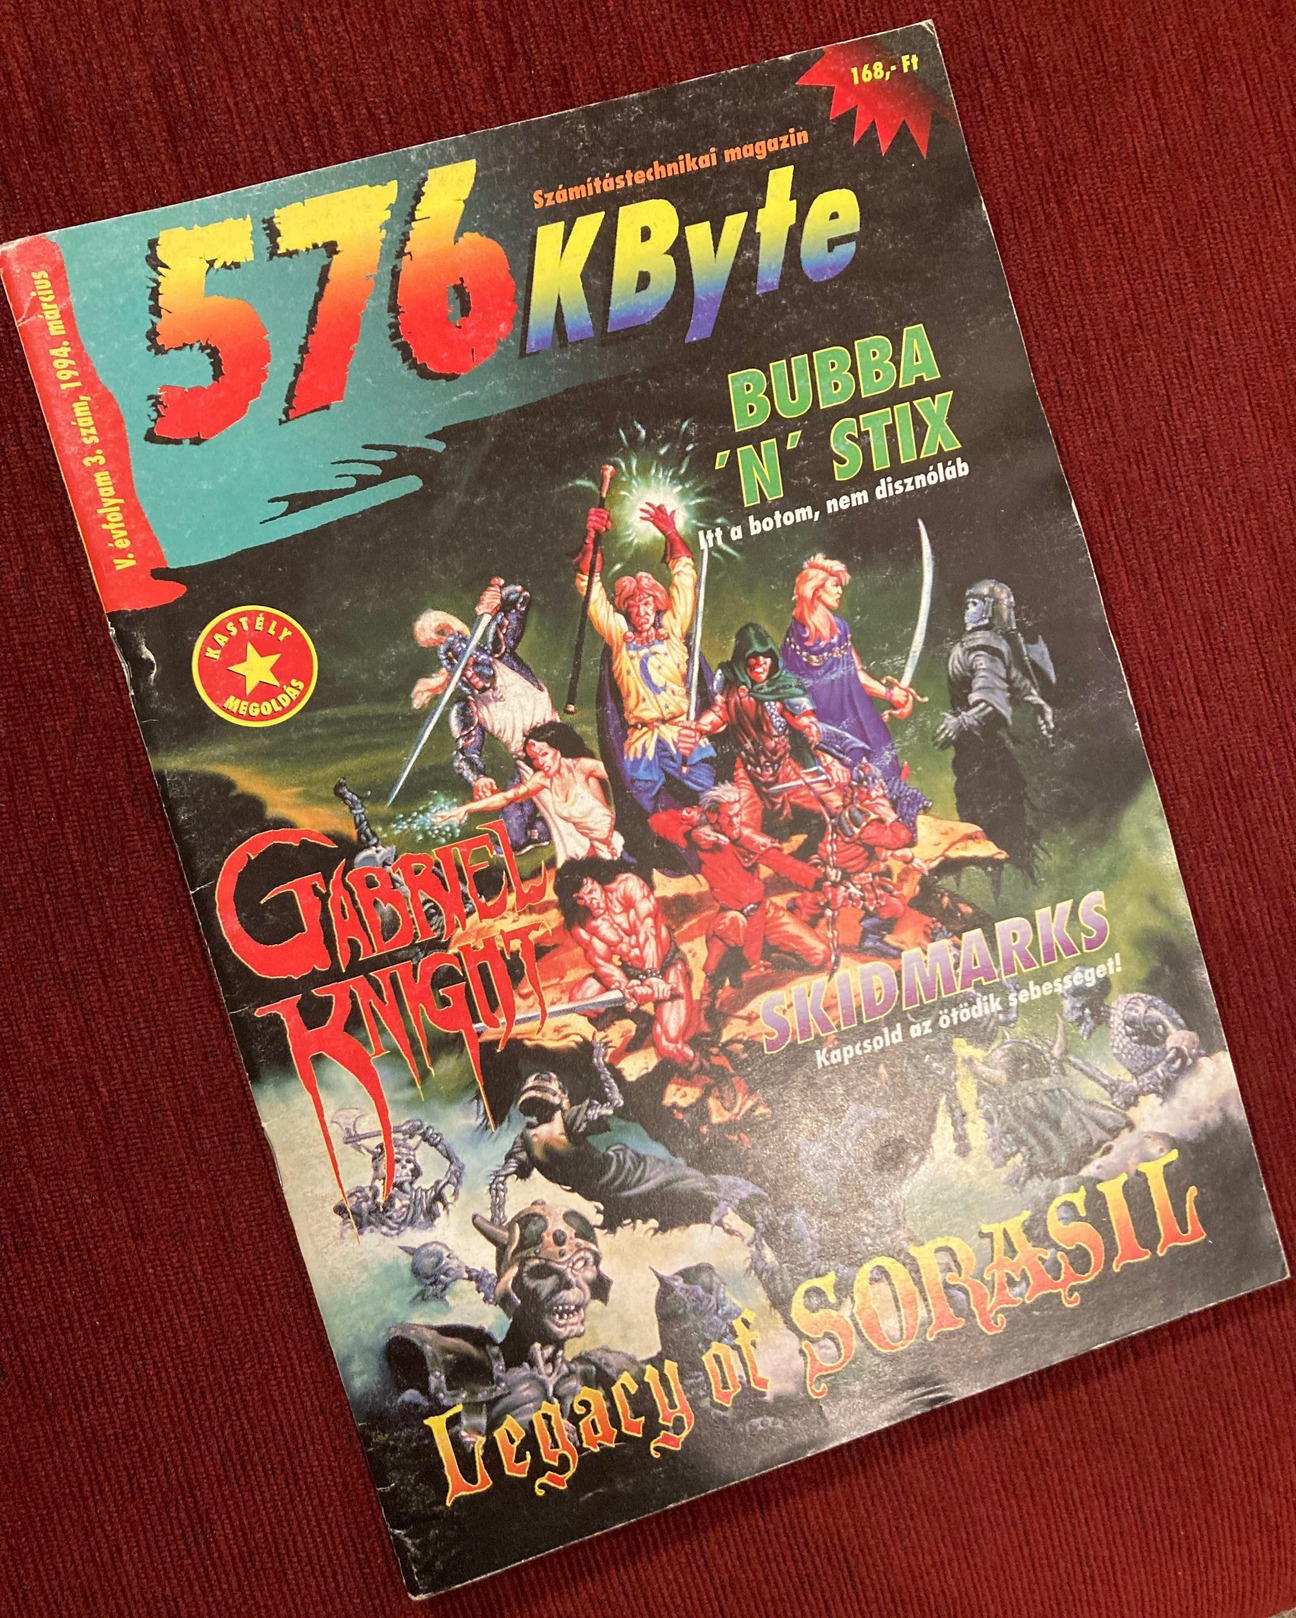 168,- Ft
Számítástechnikai magazin
576 KByte
V. évfolyam 3. szám, 1994. március
BUBBA
'N' STIX
Itt a botom, nem disznóláb
KASTÉLY
MEGOLDÁS
GABRIEL
KNIGHT
SKIDMARKS
Kapcsold az ötödik sebességet!
Legacy of SORASIL